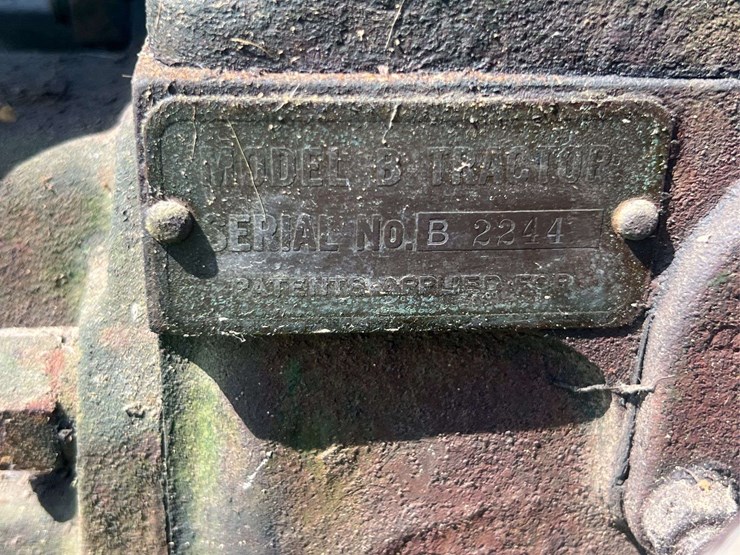 MODEL B TRACTOR
SERIAL NO. B 2244
PATENTS APPLIED FOR